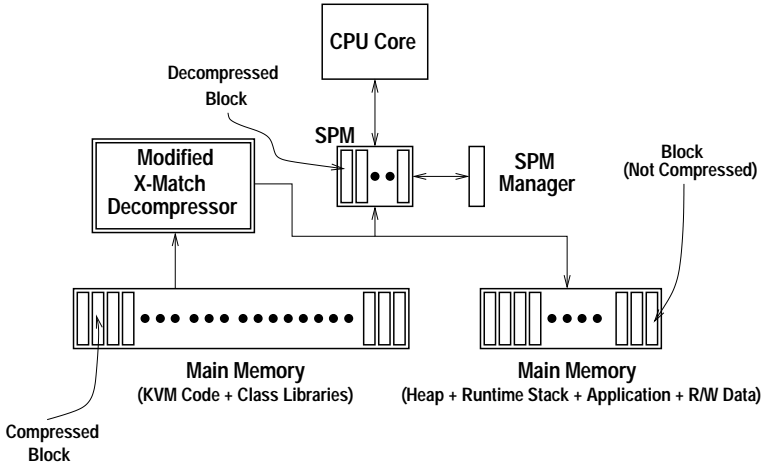 CPU Core
Decompressed
Block
SPM
Modified
X-Match
Decompressor
SPM
Manager
Block
(Not Compressed)
Main Memory
(KVM Code + Class Libraries)
Main Memory
(Heap + Runtime Stack + Application + R/W Data)
Compressed
Block